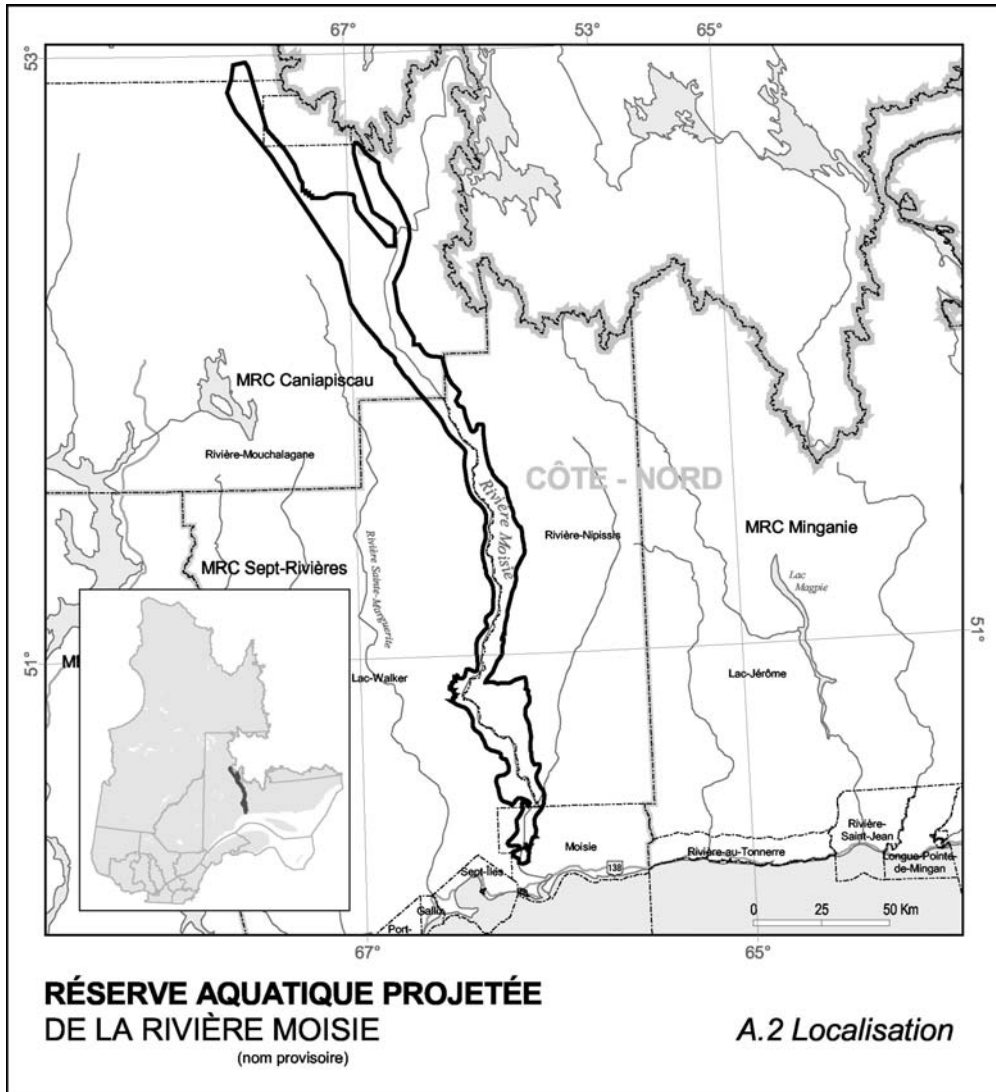 67°
53°
65°
53°
MRC Caniapiscau
Rivière-Mouchalagane
CÔTE - NORD
Rivière Moisie
MRC Minganie
Rivière-Nipissis
Rivière Sainte-Marguerite
MRC Sept-Rivières
Lac
Magpie
51°
51°
Lac-Walker
Lac-Jérôme
Moisie
Rivière-au-Tonnerre
Rivière-
Saint-Jean
Longue-Pointe-
de-Mingan
138
Sept-Îles
Gallix
Port-
0 25 50 Km
67°
65°
RÉSERVE AQUATIQUE PROJETÉE
DE LA RIVIÈRE MOISIE
(nom provisoire)
A.2 Localisation